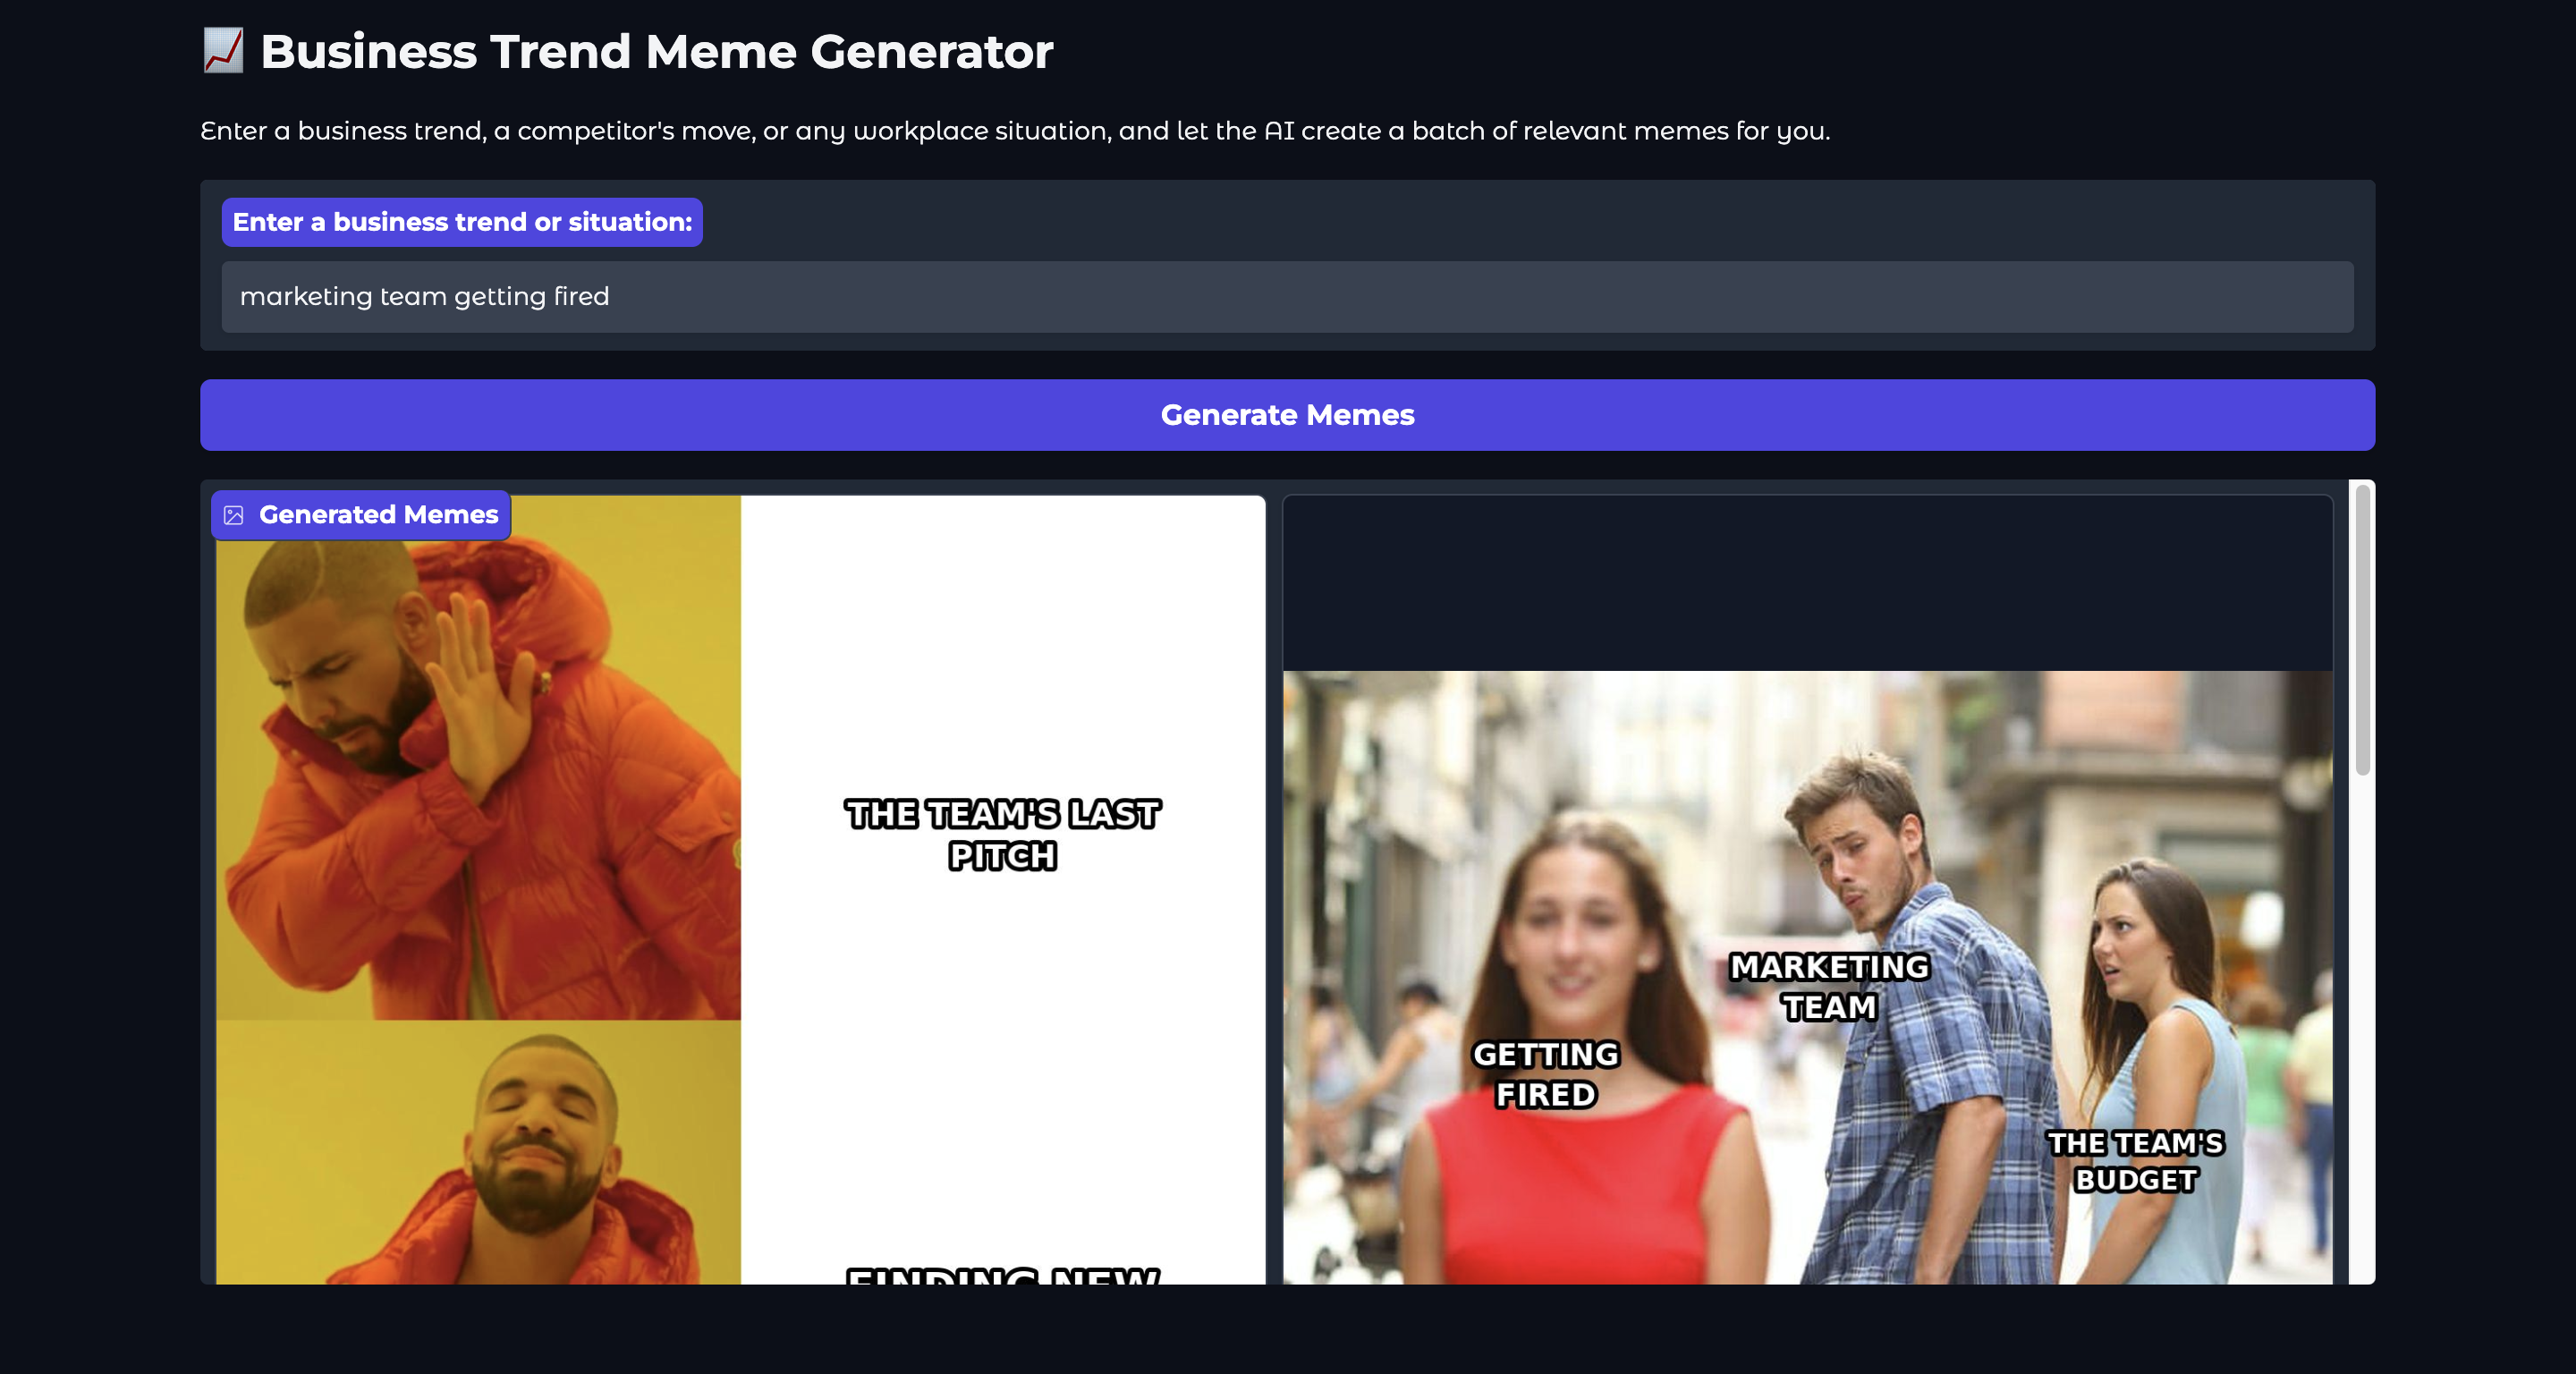 Business Trend Meme Generator
Enter a business trend, a competitor's move, or any workplace situation, and let the AI create a batch of relevant memes for you.
Enter a business trend or situation:
marketing team getting fired
Generate Memes
Generated Memes
THE TEAM'S LAST
PITCH
FINDING NEW
MARKETING
TEAM
GETTING
FIRED
THE TEAM'S
BUDGET